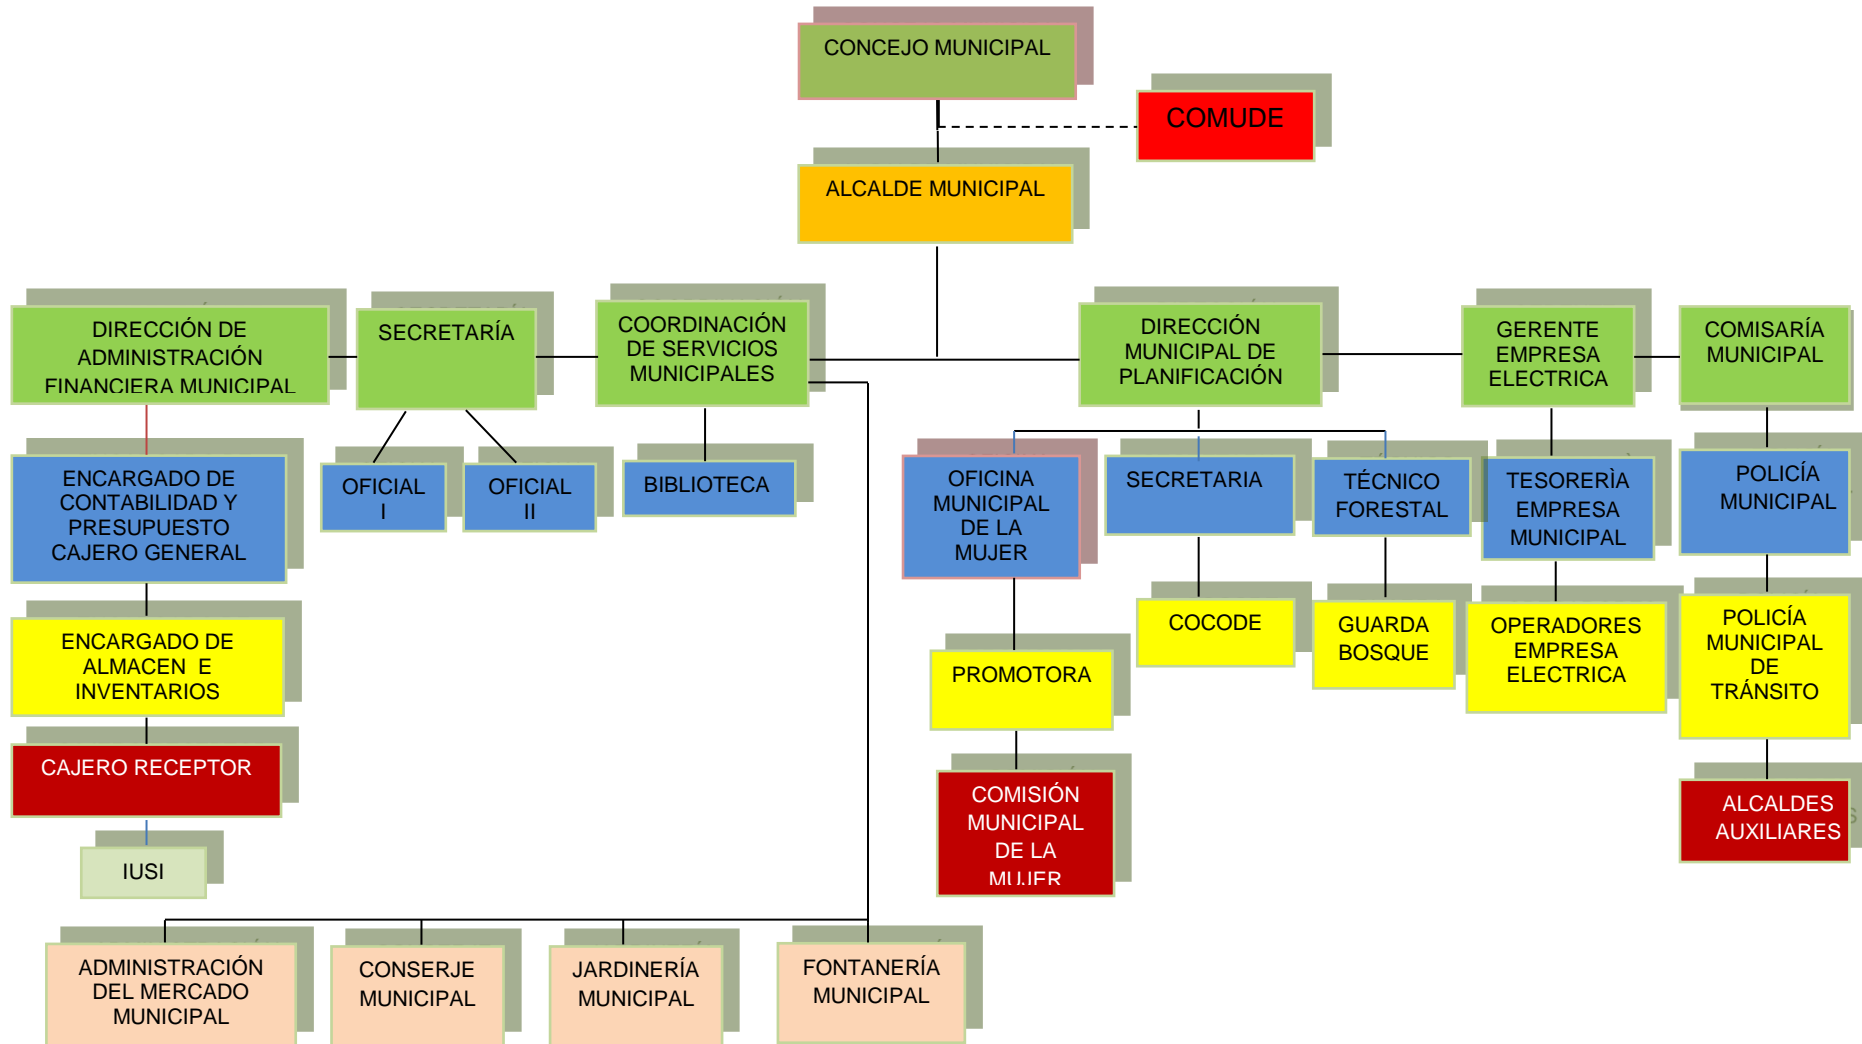 CONCEJO MUNICIPAL
COMUDE
ALCALDE MUNICIPAL
DIRECCIÓN DE
ADMINISTRACIÓN
FINANCIERA MUNICIPAL
SECRETARÍA
COORDINACIÓN
DE SERVICIOS
MUNICIPALES
DIRECCIÓN
MUNICIPAL DE
PLANIFICACIÓN
GERENTE
EMPRESA
ELECTRICA
COMISARÍA
MUNICIPAL
ENCARGADO DE
CONTABILIDAD Y
PRESUPUESTO
CAJERO GENERAL
OFICIAL
I
OFICIAL
II
BIBLIOTECA
OFICINA
MUNICIPAL
DE LA
MUJER
SECRETARIA
TÉCNICO
FORESTAL
TESORERÌA
EMPRESA
MUNICIPAL
POLICÍA
MUNICIPAL
ENCARGADO DE
ALMACEN E
INVENTARIOS
PROMOTORA
COCODE
GUARDA
BOSQUE
OPERADORES
EMPRESA
ELECTRICA
POLICÍA
MUNICIPAL
DE
TRÁNSITO
CAJERO RECEPTOR
COMISIÓN
MUNICIPAL
DE LA
MUJER
ALCALDES
AUXILIARES
IUSI
ADMINISTRACIÓN
DEL MERCADO
MUNICIPAL
CONSERJE
MUNICIPAL
JARDINERÍA
MUNICIPAL
FONTANERÍA
MUNICIPAL